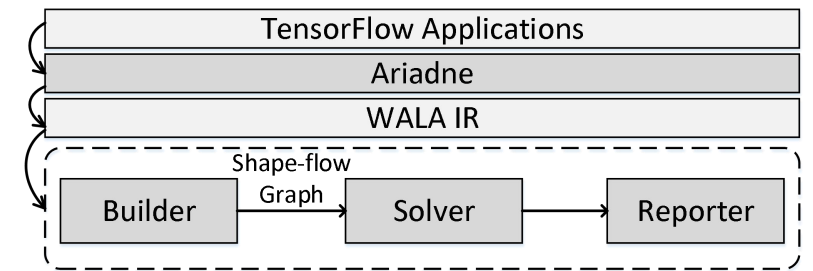 TensorFlow Applications
Ariadne
WALA IR
Shape-flow
Graph
Builder
Solver
Reporter